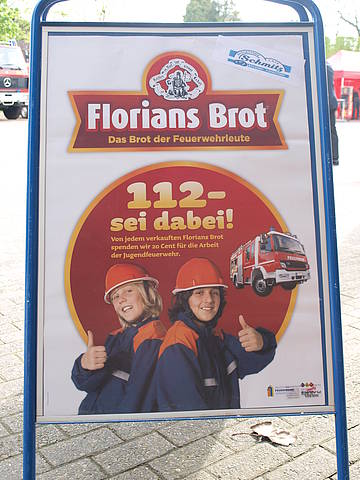 Schmitz
Florians Brot
Das Brot der Feuerwehrleute
112-
sei dabei!
Von jedem verkauften Florians Brot
spenden wir 20 Cent für die Arbeit
der Jugendfeuerwehr.